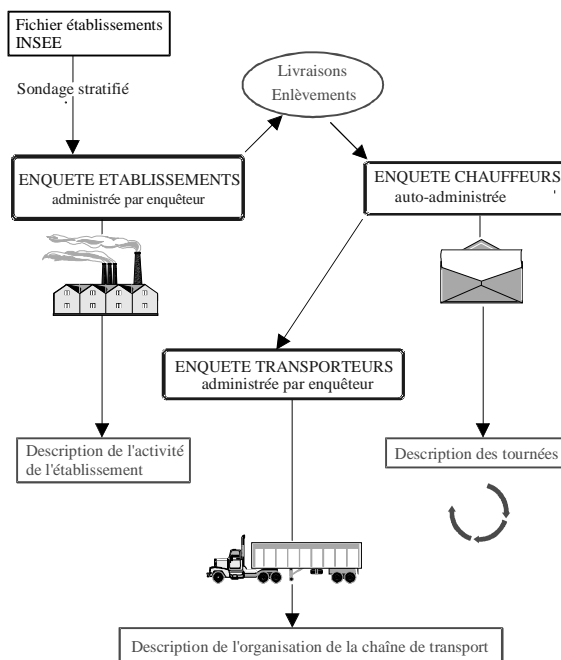 Fichier établissements
INSEE
Sondage stratifié
Livraisons
Enlèvements
ENQUETE ETABLISSEMENTS
administrée par enquêteur
ENQUETE CHAUFFEURS
auto-administrée
ENQUETE TRANSPORTEURS
administrée par enquêteur
Description de l'activité
de l'établissement
Description des tournées
Description de l'organisation de la chaîne de transport